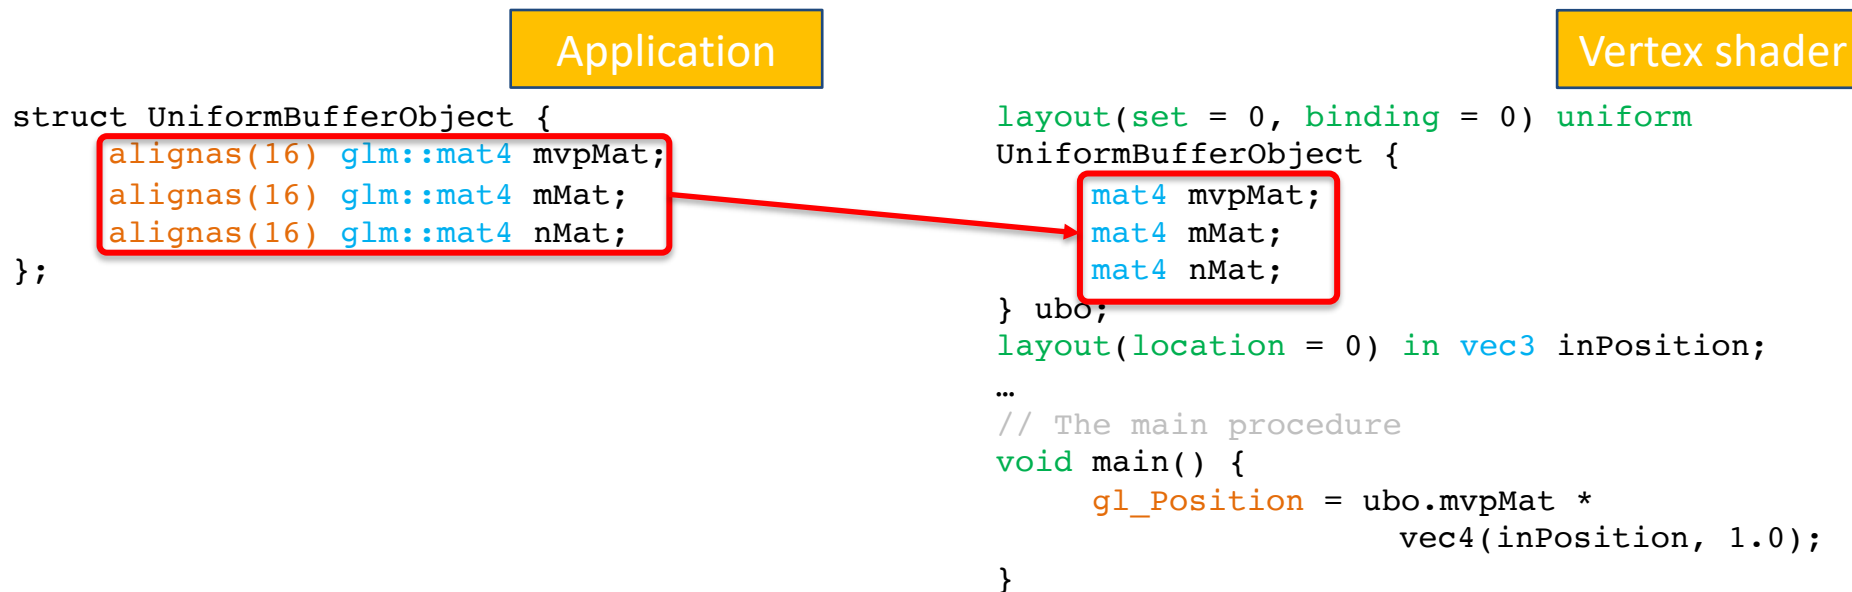 Application
struct UniformBufferObject {
alignas(16) glm::mat4 mvpMat;
alignas(16) glm::mat4 mMat;
alignas(16) glm::mat4 nMat;
};
Vertex shader
layout(set = 0, binding = 0) uniform
UniformBufferObject {
mat4 mvpMat;
mat4 mMat;
mat4 nMat;
} ubo;
layout(location = 0) in vec3 inPosition;
…
// The main procedure
void main() {
gl_Position = ubo.mvpMat *
vec4(inPosition, 1.0);
}